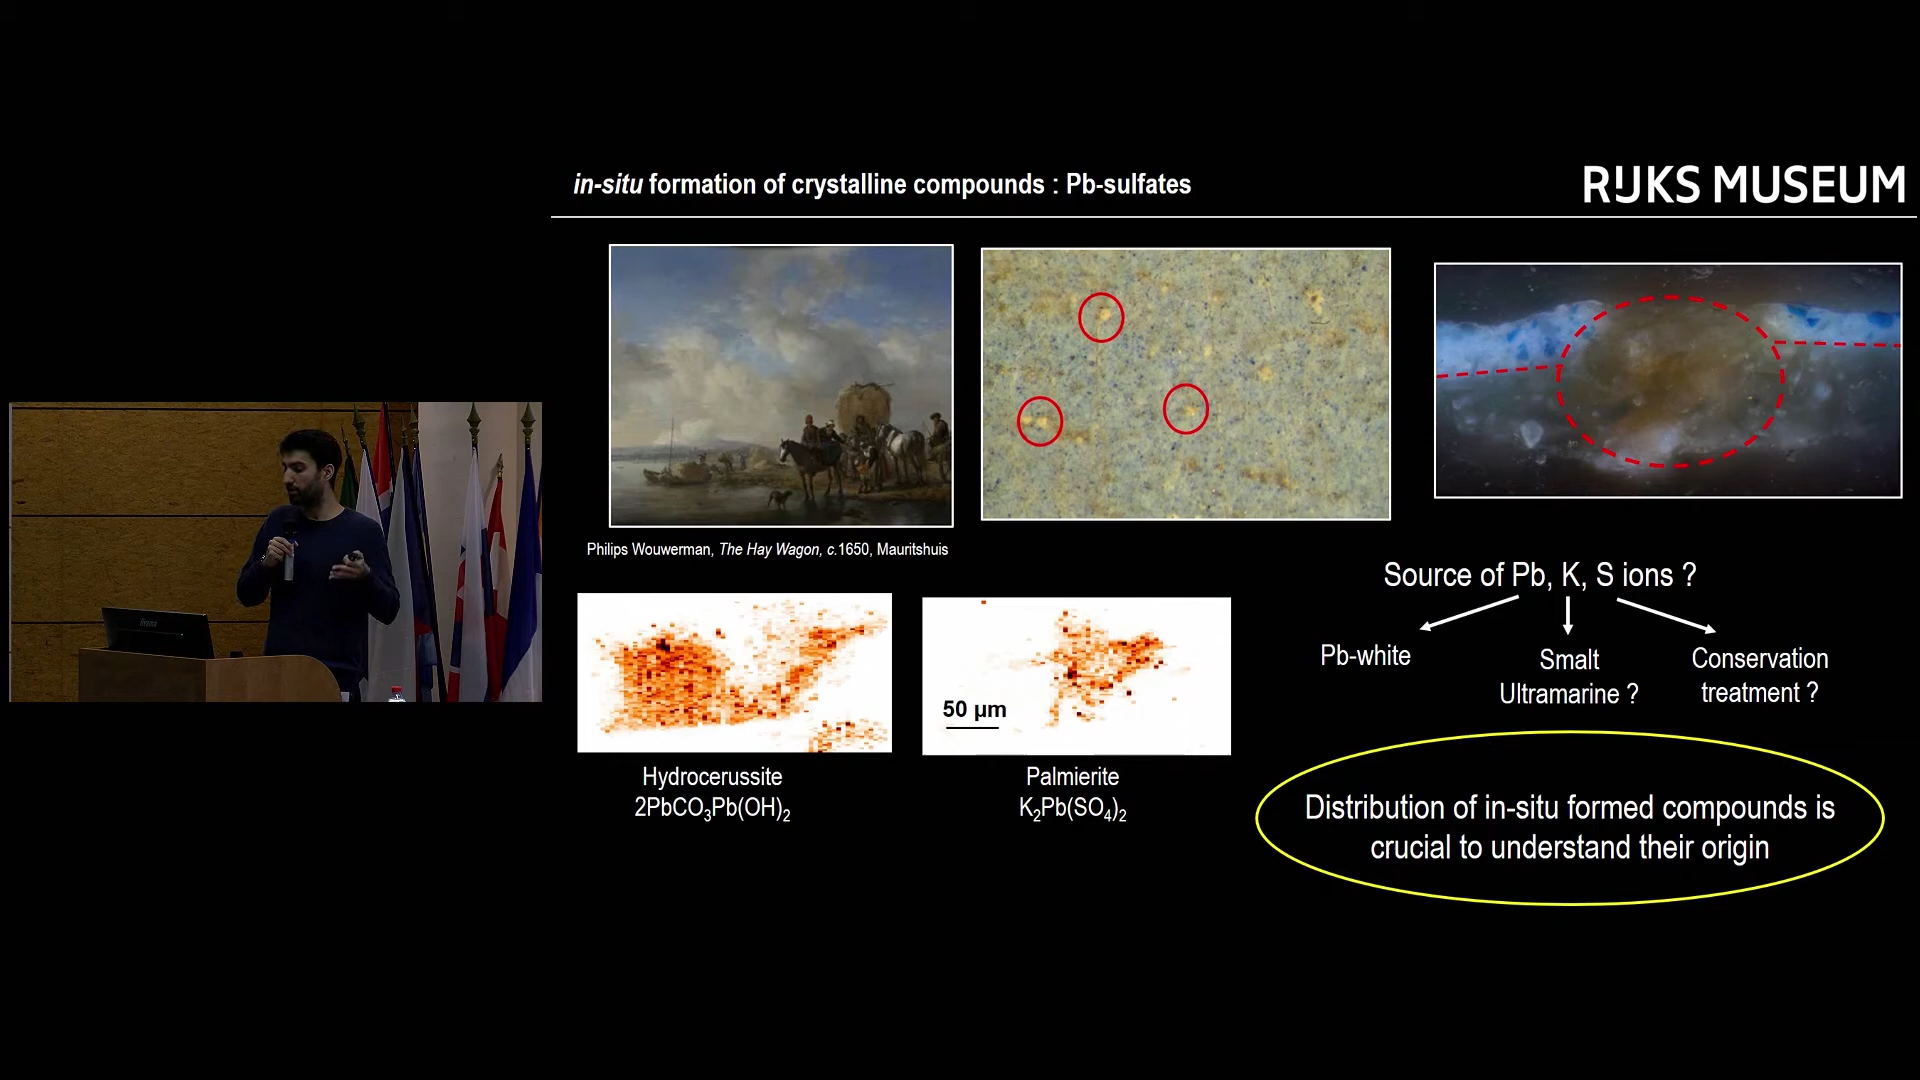 in-situ formation of crystalline compounds : Pb-sulfates
RIJKS MUSEUM
Philips Wouwerman, The Hay Wagon, c.1650, Mauritshuis
Source of Pb, K, S ions ?
Pb-white
Smalt
Ultramarine ?
Conservation
treatment ?
50 µm
Hydrocerussite
2PbCO₃Pb(OH)₂
Palmierite
K₂Pb(SO₄)₂
Distribution of in-situ formed compounds is
crucial to understand their origin